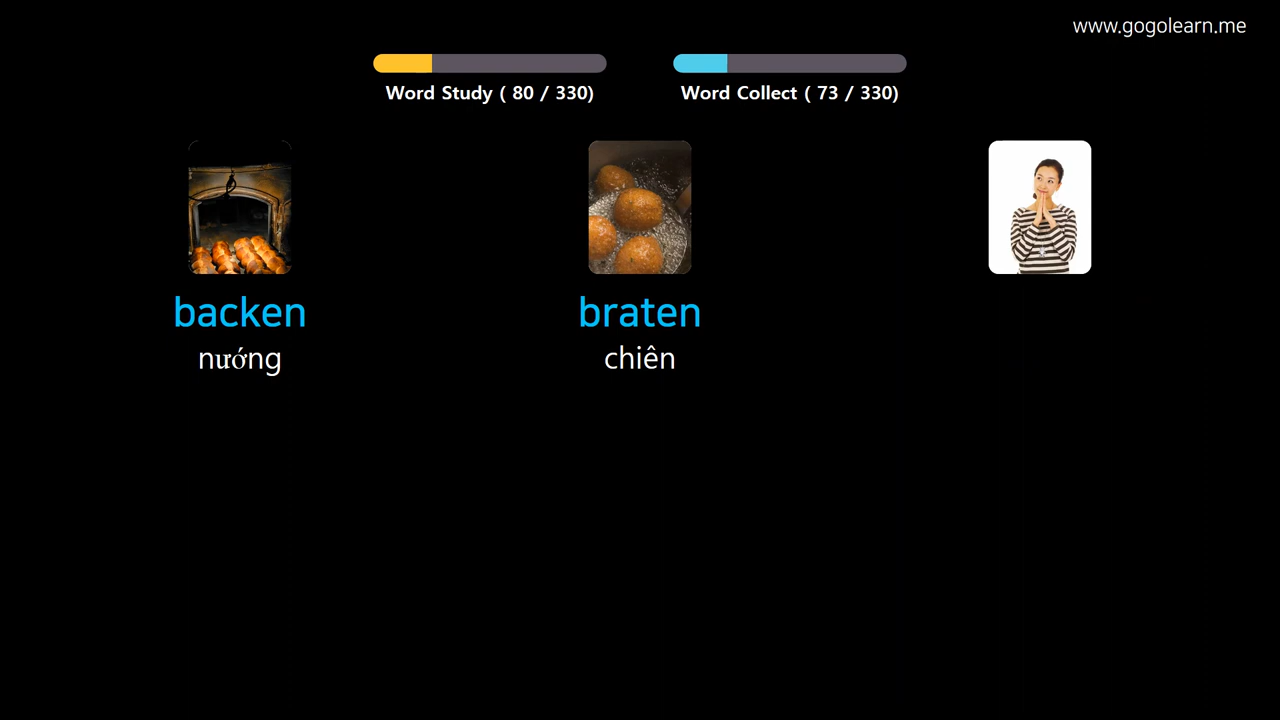 www.gogolearn.me
Word Study ( 80 / 330)
Word Collect ( 73 / 330)
backen
braten
nướng
chiên